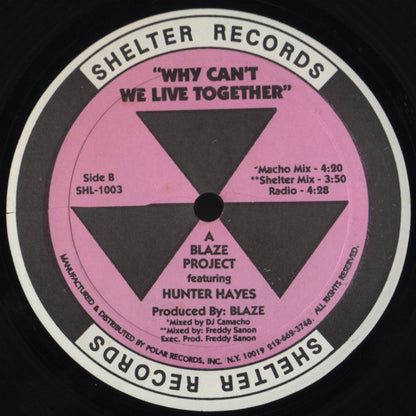 SHELTER RECORDS
"WHY CAN'T
WE LIVE TOGETHER"
Side B
SHL-1003
*Macho Mix - 4:20
**Shelter Mix - 3:50
Radio - 4:28
A
BLAZE
PROJECT
featuring
HUNTER HAYES
Produced By: BLAZE
*Mixed by DJ Camacho
**Mixed by: Freddy Sanon
Exec. Prod. Freddy Sanon
MANUFACTURED & DISTRIBUTED BY POLAR RECORDS, INC. N.Y. 10019 212-669-3748. ALL RIGHTS RESERVED.
SHELTER RECORDS